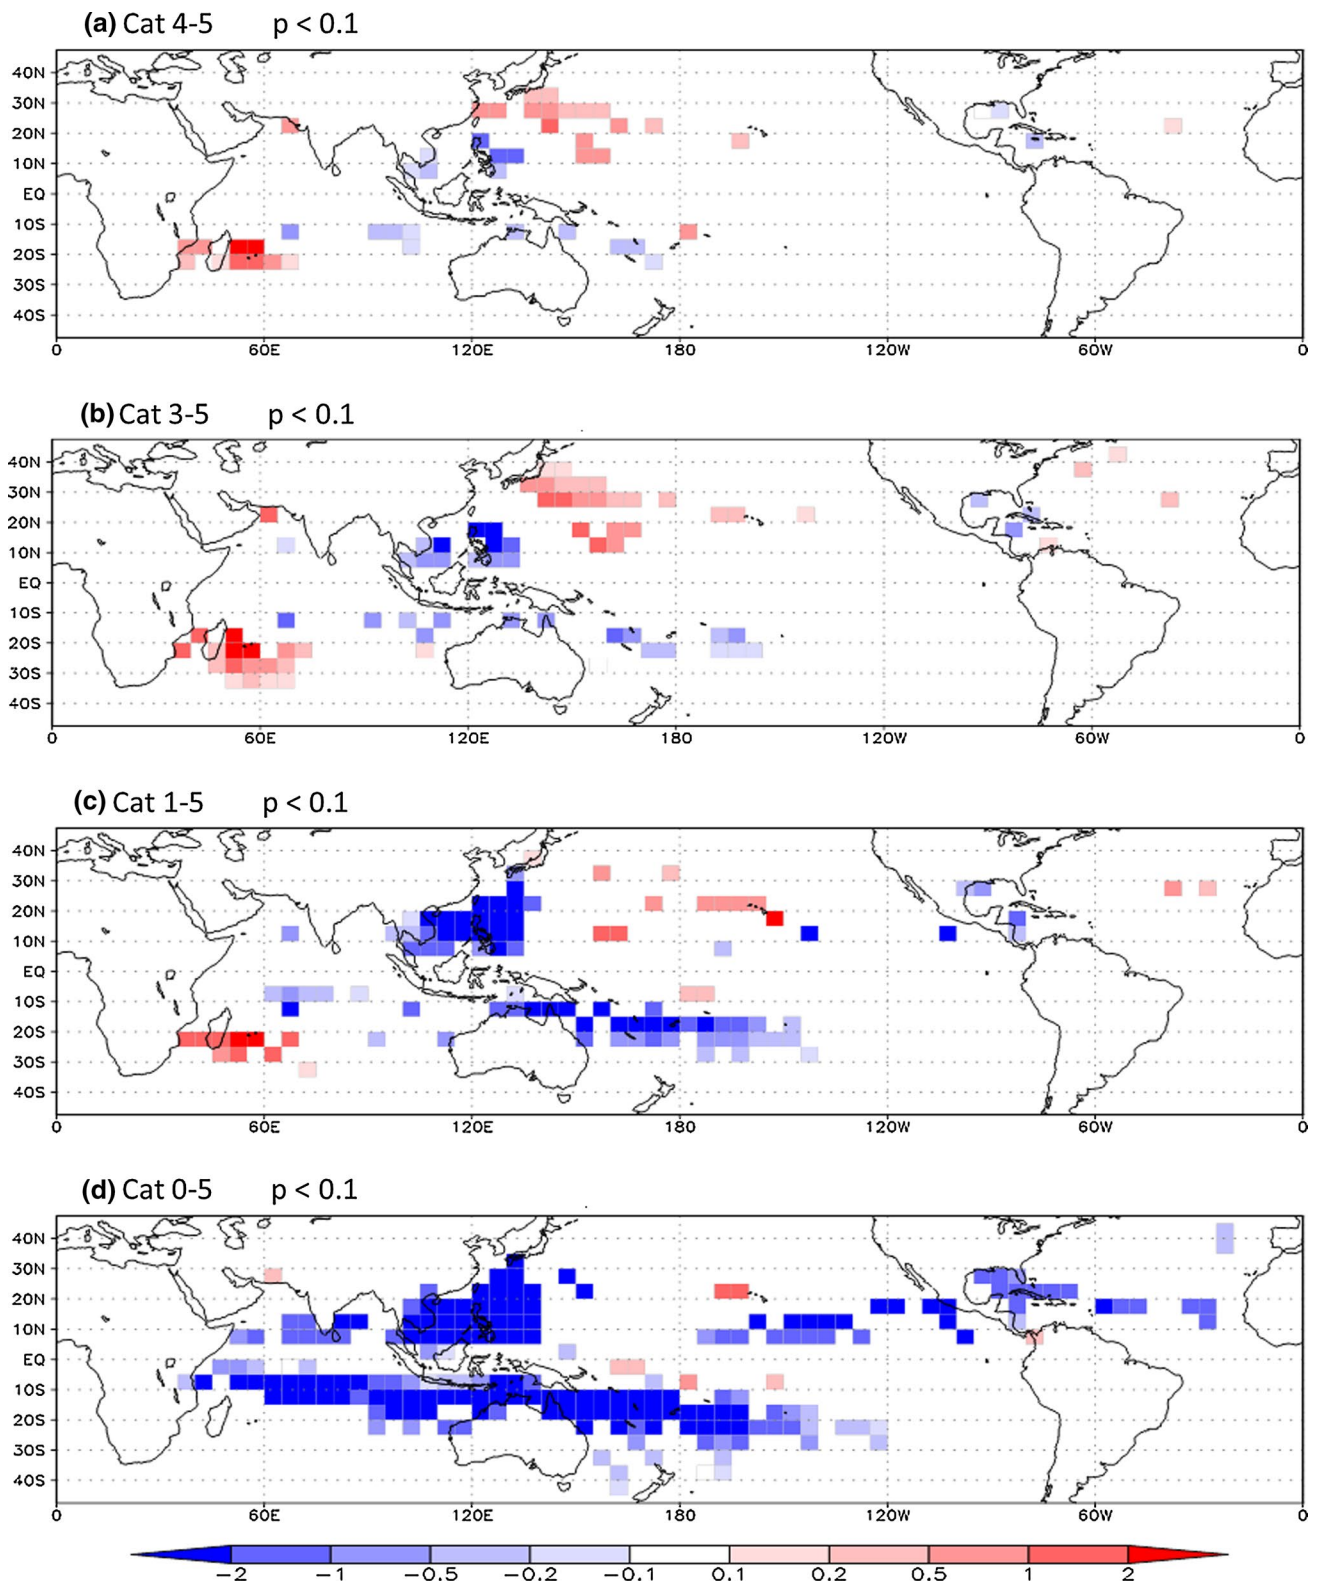 (a) Cat 4-5 p < 0.1
40N
30N
20N
10N
EQ
10S
20S
30S
40S
0 60E 120E 180 120W 60W 0
(b) Cat 3-5 p < 0.1
40N
30N
20N
10N
EQ
10S
20S
30S
40S
0 60E 120E 180 120W 60W 0
(c) Cat 1-5 p < 0.1
40N
30N
20N
10N
EQ
10S
20S
30S
40S
0 60E 120E 180 120W 60W 0
(d) Cat 0-5 p < 0.1
40N
30N
20N
10N
EQ
10S
20S
30S
40S
0 60E 120E 180 120W 60W 0
-2 -1 -0.5 -0.2 -0.1 0.1 0.2 0.5 1 2